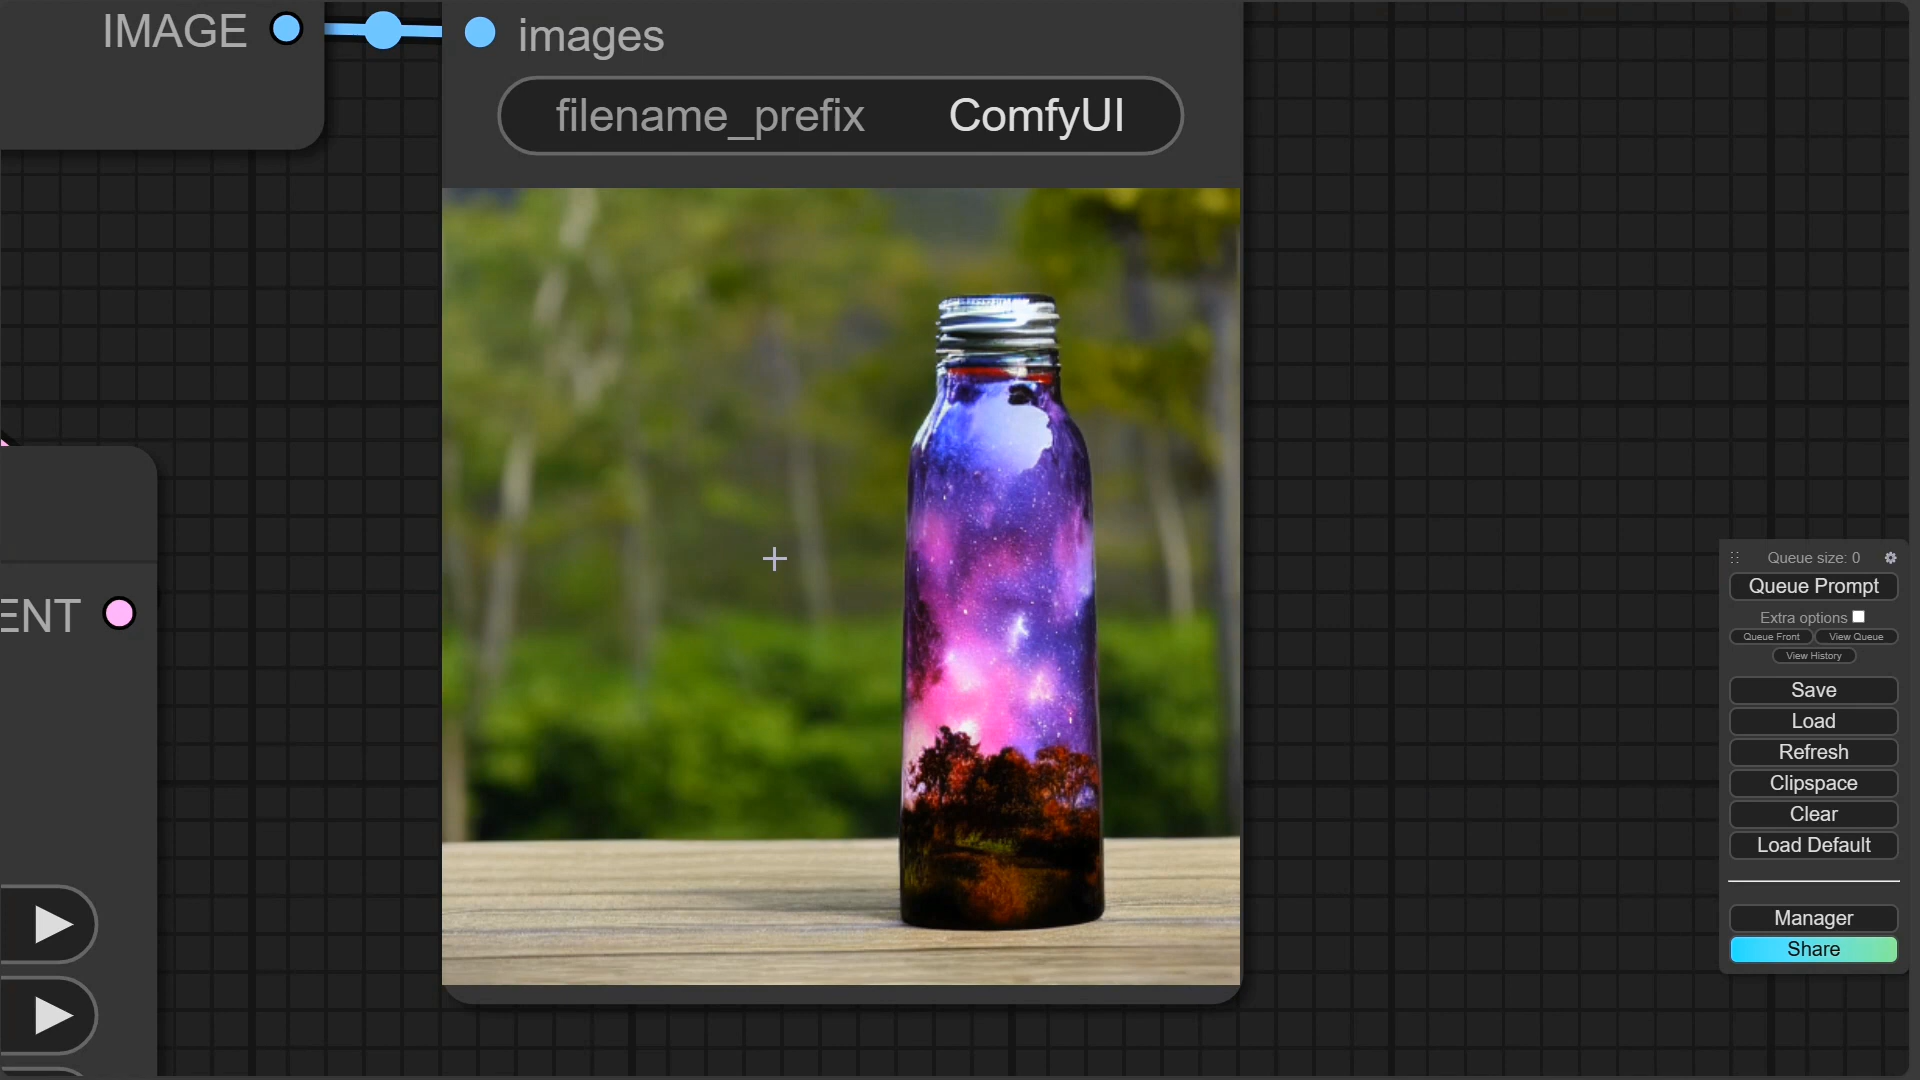 IMAGE
images
filename_prefix ComfyUI
ENT
Queue size: 0
Queue Prompt
Extra options
Queue Front View Queue
View History
Save
Load
Refresh
Clipspace
Clear
Load Default
Manager
Share